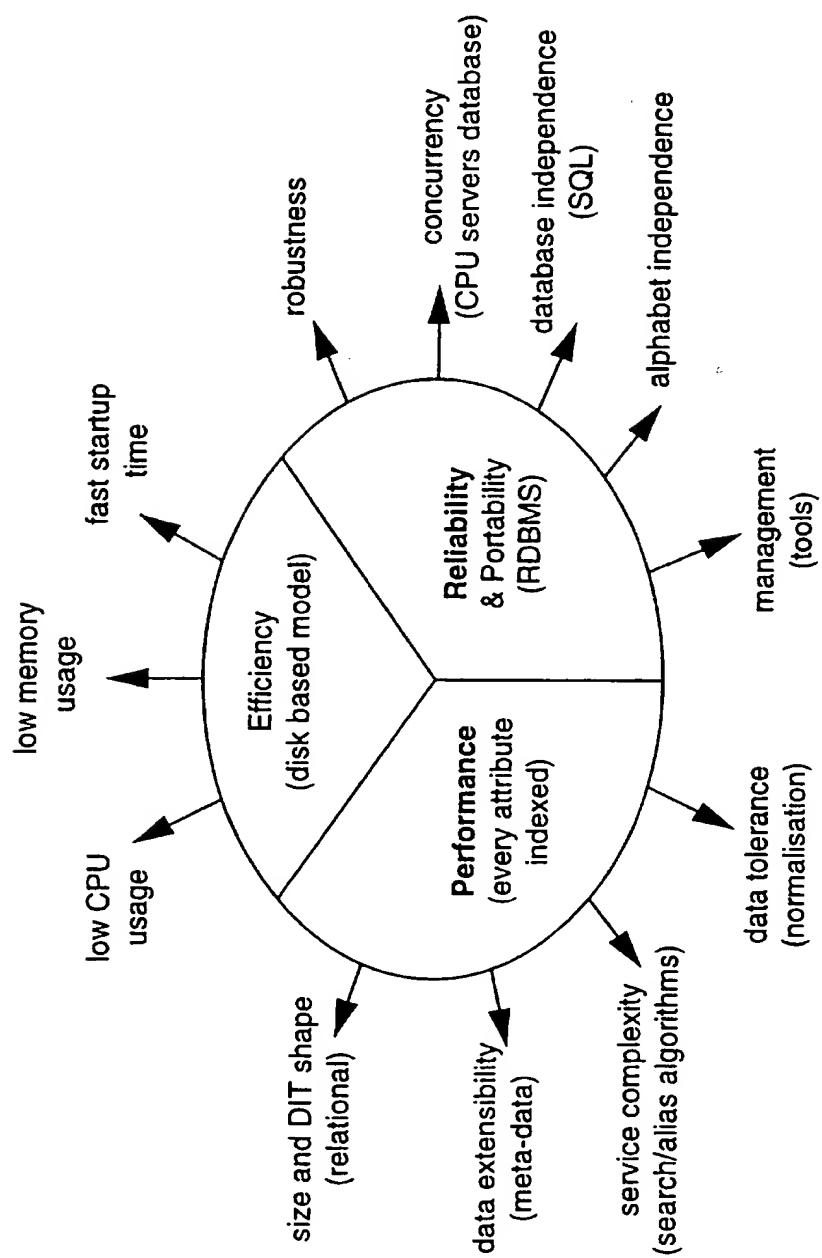 low memory
usage
low CPU
usage
fast startup
time
robustness
Efficiency
(disk based model)
size and DIT shape
(relational)
concurrency
(CPU servers database)
Performance
(every attribute
indexed)
Reliability
& Portability
(RDBMS)
data extensibility
(meta-data)
database independence
(SQL)
service complexity
(search/alias algorithms)
alphabet independence
data tolerance
(normalisation)
management
(tools)